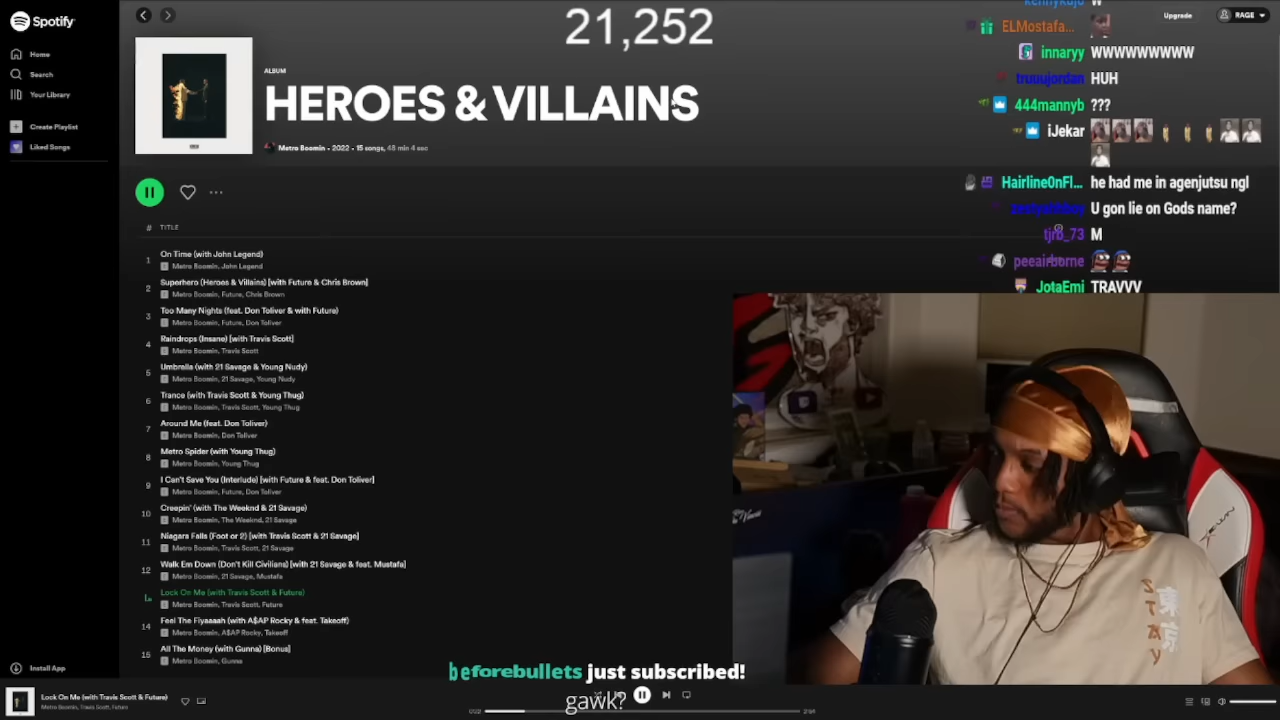 Spotify
Home
Search
Your Library
Create Playlist
Liked Songs
Install App
21,252
Upgrade
RAGE
ALBUM
HEROES & VILLAINS
Metro Boomin • 2022 • 15 songs, 48 min 4 sec
# TITLE
1 On Time (with John Legend)
Metro Boomin, John Legend
2 Superhero (Heroes & Villains) [with Future & Chris Brown]
Metro Boomin, Future, Chris Brown
3 Too Many Nights (feat. Don Toliver & with Future)
Metro Boomin, Future, Don Toliver
4 Raindrops (Insane) [with Travis Scott]
Metro Boomin, Travis Scott
5 Umbrella (with 21 Savage & Young Nudy)
Metro Boomin, 21 Savage, Young Nudy
6 Trance (with Travis Scott & Young Thug)
Metro Boomin, Travis Scott, Young Thug
7 Around Me (feat. Don Toliver)
Metro Boomin, Don Toliver
8 Metro Spider (with Young Thug)
Metro Boomin, Young Thug
9 I Can't Save You (Interlude) [with Future & feat. Don Toliver]
Metro Boomin, Future, Don Toliver
10 Creepin' (with The Weeknd & 21 Savage)
Metro Boomin, The Weeknd, 21 Savage
11 Niagara Falls (Foot or 2) [with Travis Scott & 21 Savage]
Metro Boomin, Travis Scott, 21 Savage
12 Walk Em Down (Don't Kill Civilians) [with 21 Savage & feat. Mustafa]
Metro Boomin, 21 Savage, Mustafa
Lock On Me (with Travis Scott & Future)
Metro Boomin, Travis Scott, Future
14 Feel The Fiyaaaah (with A$AP Rocky & feat. Takeoff)
Metro Boomin, A$AP Rocky, Takeoff
15 All The Money (with Gunna) [Bonus]
Metro Boomin, Gunna
W
ELMostafa...
innaryy WWWWWWWWW
truuujordan HUH
444mannyb ???
iJekar
Hairline0nFl... he had me in agenjutsu ngl
U gon lie on Gods name?
tjrb_73 M
peeairborne
JotaEmi TRAVVV
STAY
東京
beforebullets just subscribed!
gawk?
Lock On Me (with Travis Scott & Future)
Metro Boomin, Travis Scott, Future
0:22